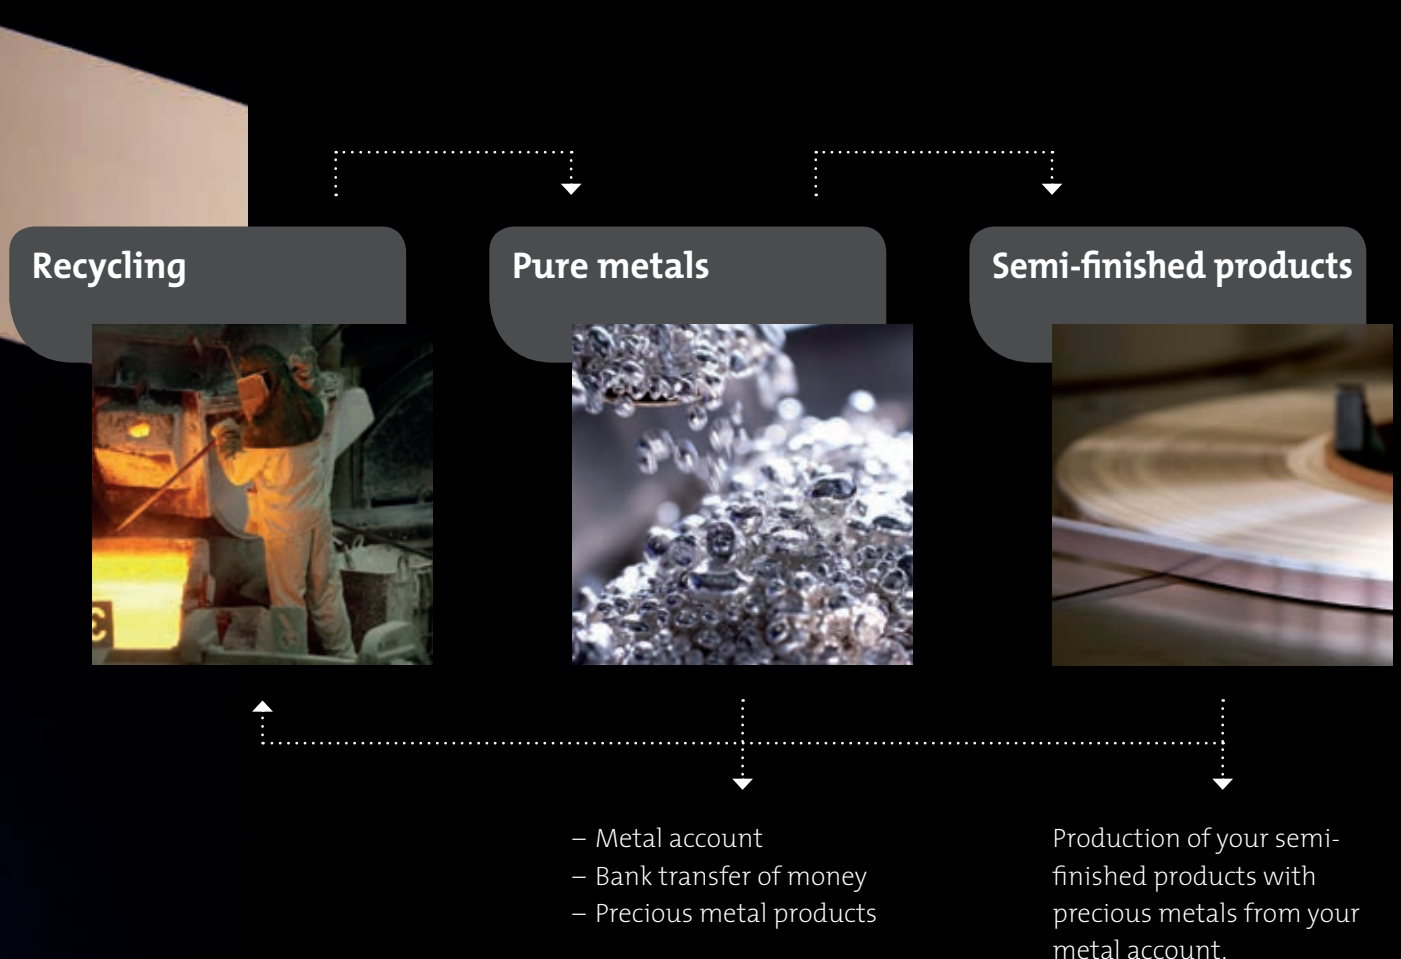 Recycling
Pure metals
Semi-finished products
– Metal account
– Bank transfer of money
– Precious metal products
Production of your semi-
finished products with
precious metals from your
metal account.